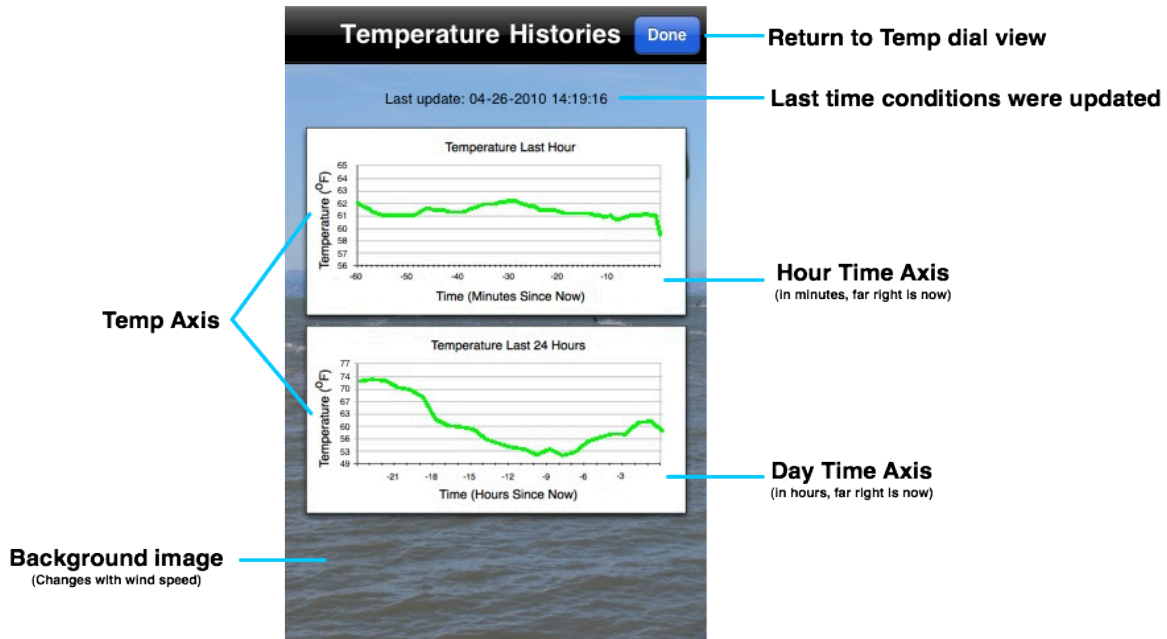 Temperature Histories
Done
Return to Temp dial view
Last update: 04-26-2010 14:19:16
Last time conditions were updated
Temperature Last Hour
Temperature (°F)
65
64
63
62
61
60
58
57
56
-60
-50
-40
-30
-20
-10
Time (Minutes Since Now)
Hour Time Axis
(in minutes, far right is now)
Temp Axis
Temperature Last 24 Hours
Temperature (°F)
77
74
70
67
63
60
56
53
49
-21
-18
-15
-12
-9
-6
-3
Time (Hours Since Now)
Day Time Axis
(in hours, far right is now)
Background image
(Changes with wind speed)